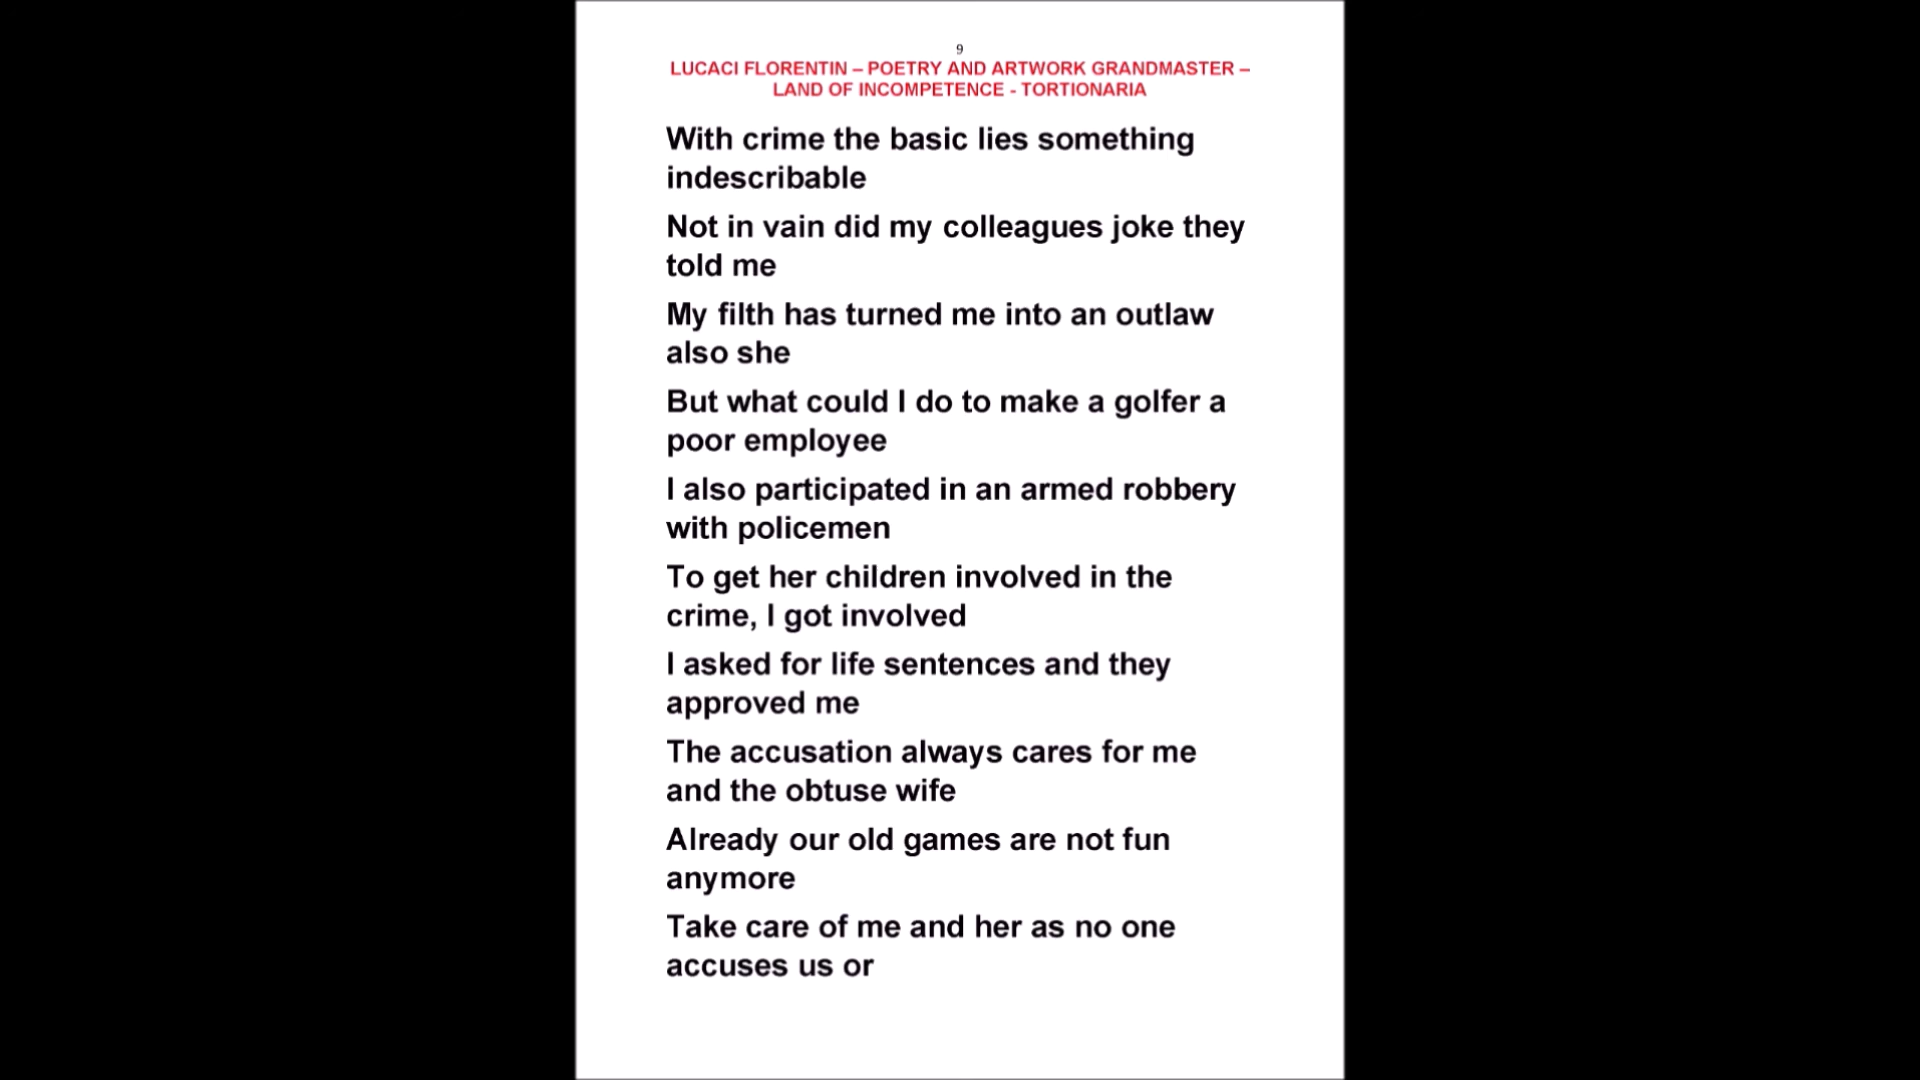 9
LUCACI FLORENTIN – POETRY AND ARTWORK GRANDMASTER –
LAND OF INCOMPETENCE - TORTIONARIA
With crime the basic lies something
indescribable
Not in vain did my colleagues joke they
told me
My filth has turned me into an outlaw
also she
But what could I do to make a golfer a
poor employee
I also participated in an armed robbery
with policemen
To get her children involved in the
crime, I got involved
I asked for life sentences and they
approved me
The accusation always cares for me
and the obtuse wife
Already our old games are not fun
anymore
Take care of me and her as no one
accuses us or